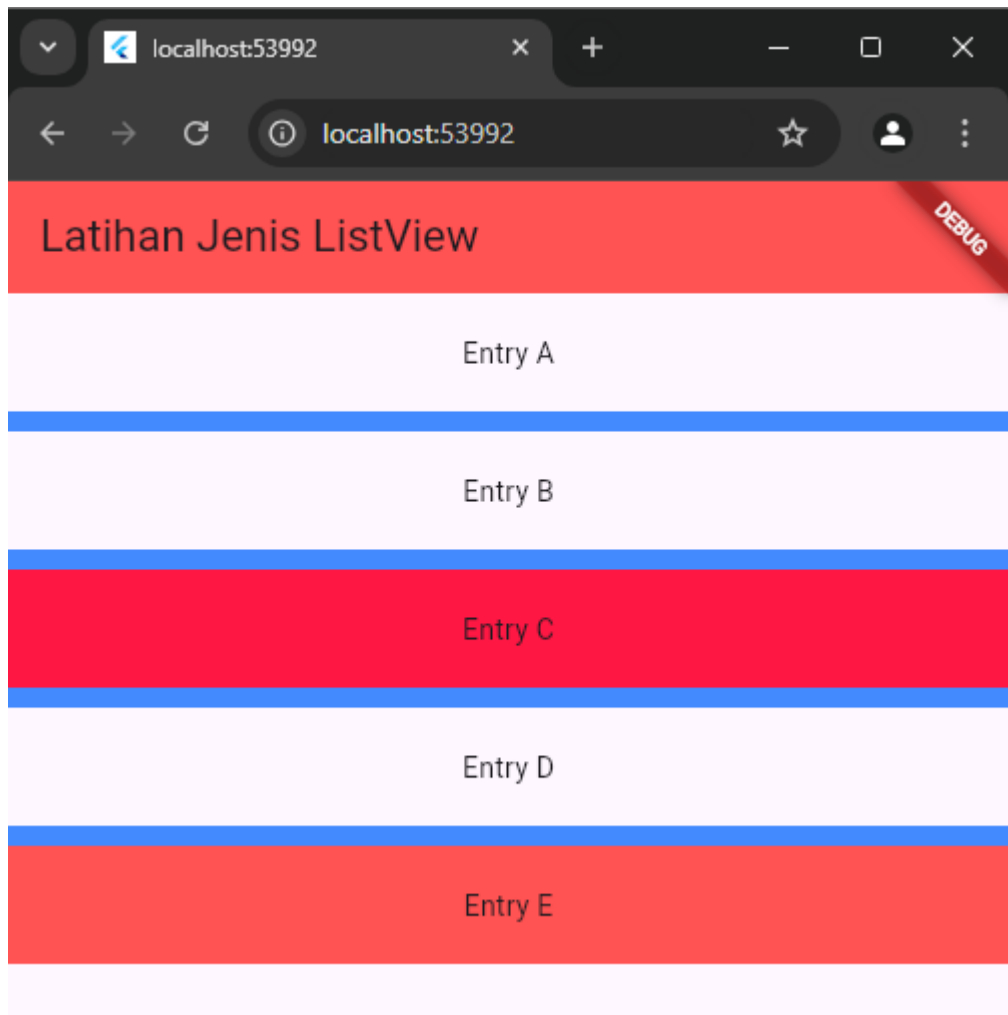 localhost:53992
localhost:53992
Latihan Jenis ListView
DEBUG
Entry A
Entry B
Entry C
Entry D
Entry E